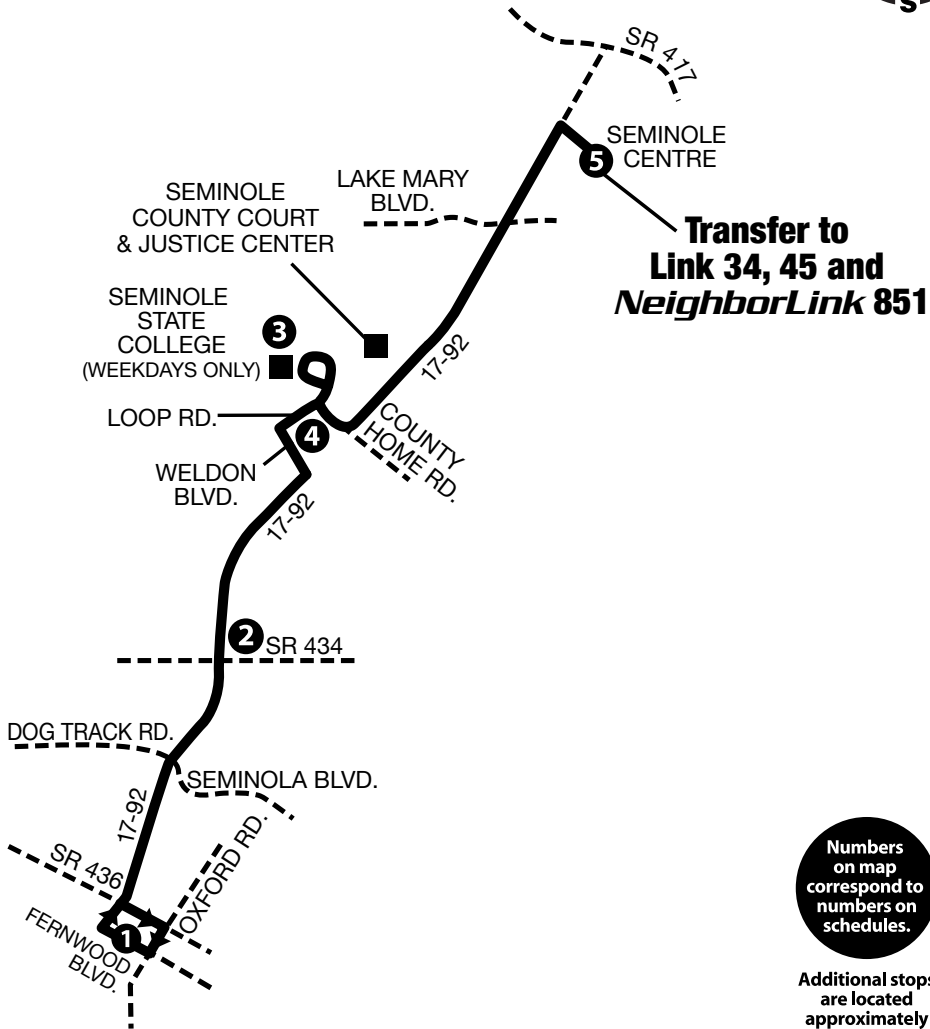 S
SR 417
SEMINOLE
CENTRE
5
LAKE MARY
BLVD.
SEMINOLE
COUNTY COURT
& JUSTICE CENTER
Transfer to
Link 34, 45 and
NeighborLink 851
SEMINOLE
STATE
COLLEGE
(WEEKDAYS ONLY)
3
17-92
LOOP RD.
4
COUNTY
HOME RD.
WELDON
BLVD.
17-92
2
SR 434
DOG TRACK RD.
SEMINOLA BLVD.
17-92
OXFORD RD.
SR 436
1
FERNWOOD
BLVD.
Numbers
on map
correspond to
numbers on
schedules.
Additional stops
are located
approximately